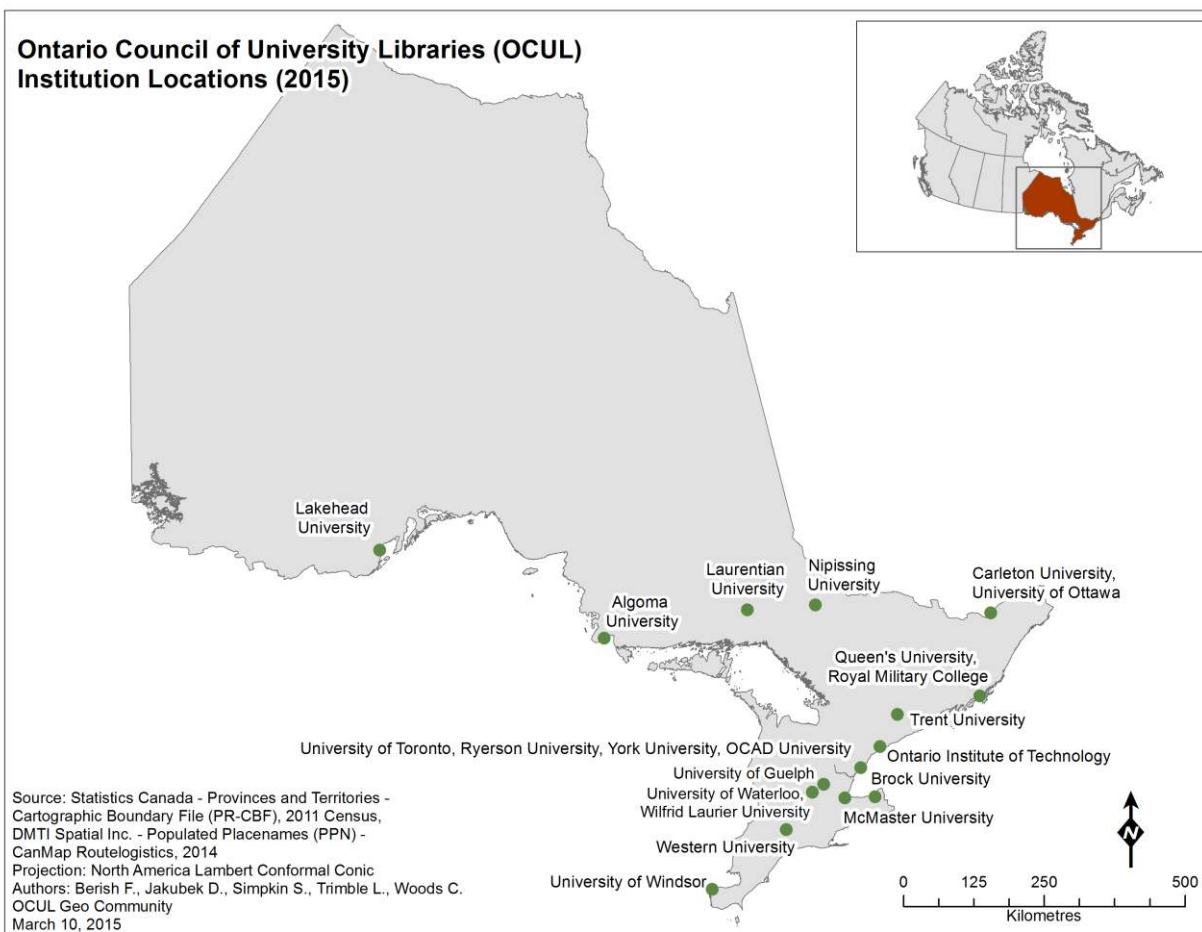 Ontario Council of University Libraries (OCUL)
Institution Locations (2015)
Lakehead
University
Algoma
University
Laurentian
University
Nipissing
University
Carleton University,
University of Ottawa
Queen's University,
Royal Military College
Trent University
University of Toronto, Ryerson University, York University, OCAD University
Ontario Institute of Technology
University of Guelph
Brock University
University of Waterloo,
Wilfrid Laurier University
McMaster University
Western University
University of Windsor
Source: Statistics Canada - Provinces and Territories -
Cartographic Boundary File (PR-CBF), 2011 Census,
DMTI Spatial Inc. - Populated Placenames (PPN) -
CanMap Routelogistics, 2014
Projection: North America Lambert Conformal Conic
Authors: Berish F., Jakubek D., Simpkin S., Trimble L., Woods C.
OCUL Geo Community
March 10, 2015
N
0 125 250 500
Kilometres